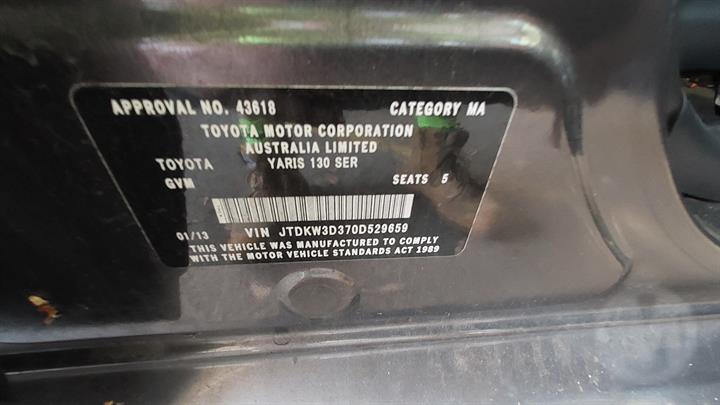 APPROVAL NO. 43618 CATEGORY MA
TOYOTA MOTOR CORPORATION
AUSTRALIA LIMITED
TOYOTA YARIS 130 SER
GVM SEATS 5
01/13 VIN JTDKW3D370D529659
THIS VEHICLE WAS MANUFACTURED TO COMPLY
WITH THE MOTOR VEHICLE STANDARDS ACT 1989